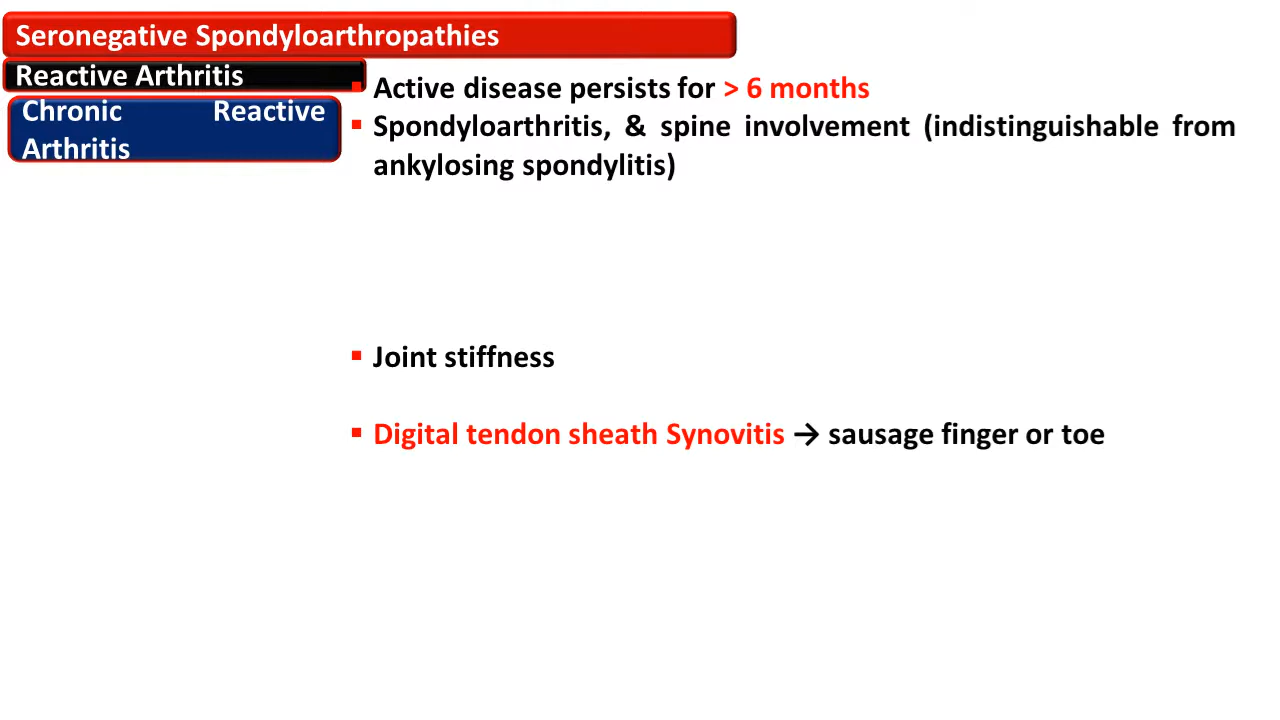 Seronegative Spondyloarthropathies
Reactive Arthritis
Chronic Reactive
Arthritis
▪ Active disease persists for > 6 months
▪ Spondyloarthritis, & spine involvement (indistinguishable from
ankylosing spondylitis)
▪ Joint stiffness
▪ Digital tendon sheath Synovitis → sausage finger or toe